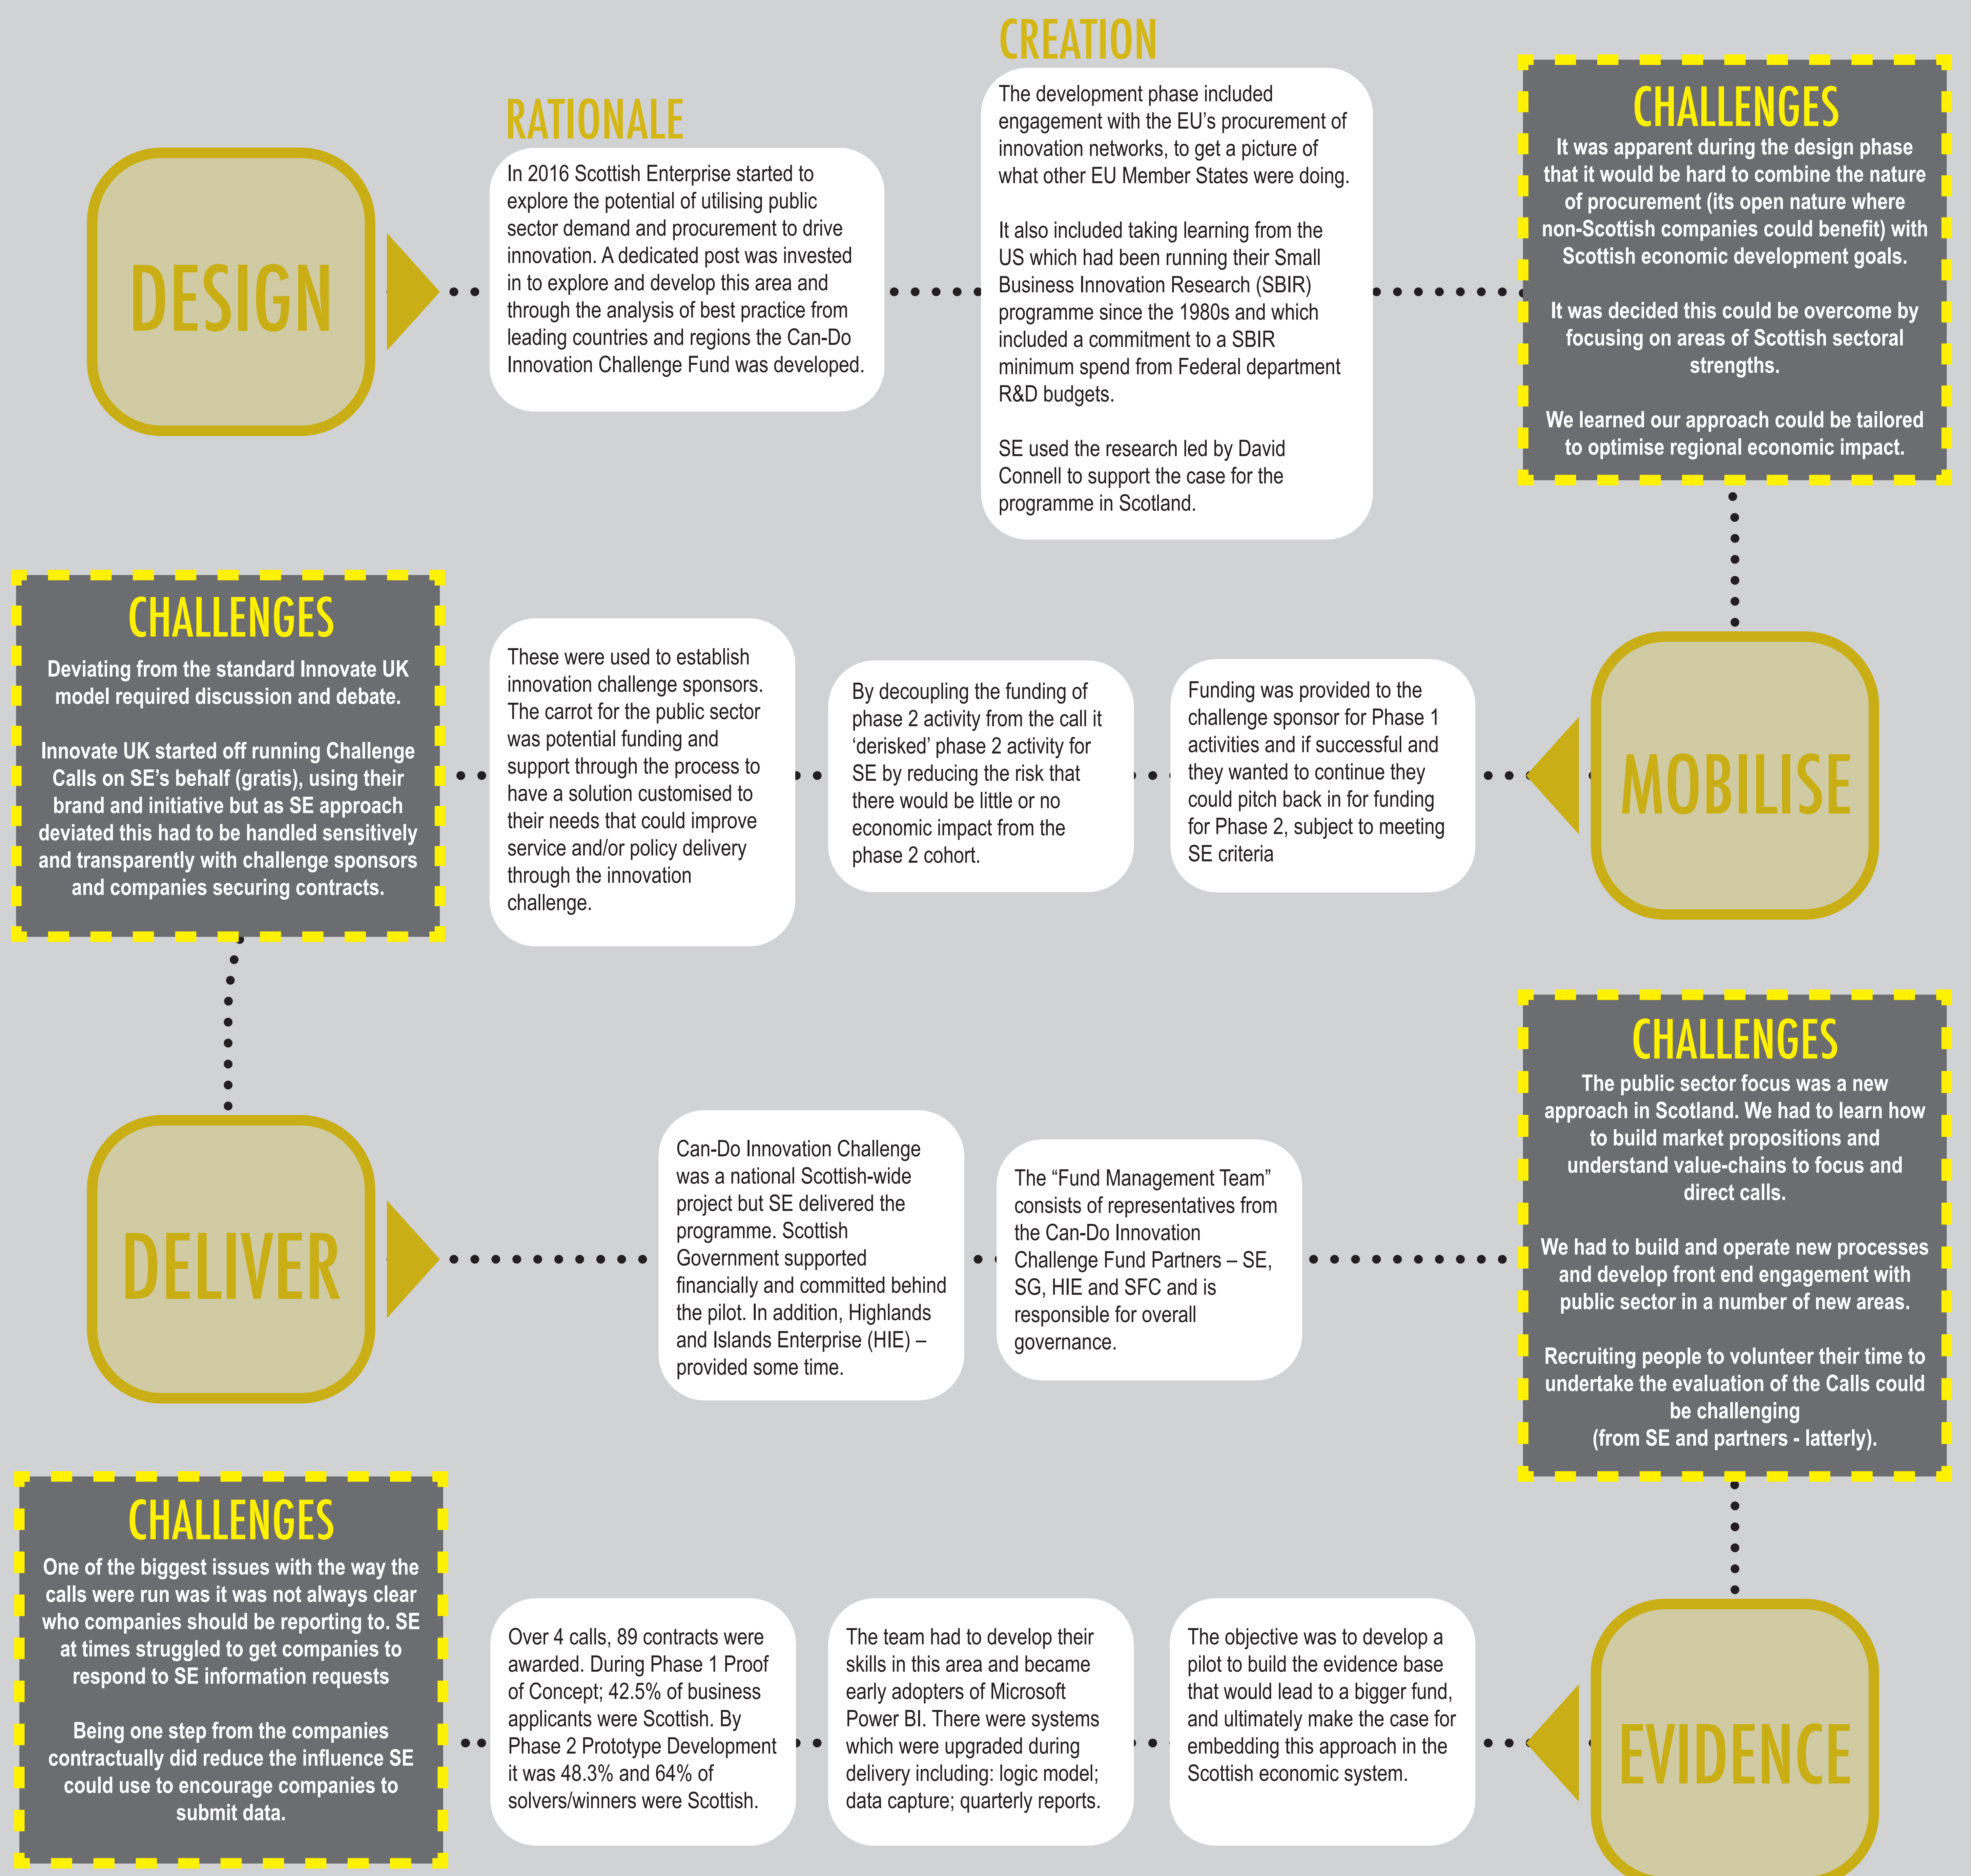 DESIGN
RATIONALE
In 2016 Scottish Enterprise started to
explore the potential of utilising public
sector demand and procurement to drive
innovation. A dedicated post was invested
in to explore and develop this area and
through the analysis of best practice from
leading countries and regions the Can-Do
Innovation Challenge Fund was developed.
CREATION
The development phase included
engagement with the EU’s procurement of
innovation networks, to get a picture of
what other EU Member States were doing.
It also included taking learning from the
US which had been running their Small
Business Innovation Research (SBIR)
programme since the 1980s and which
included a commitment to a SBIR
minimum spend from Federal department
R&D budgets.
SE used the research led by David
Connell to support the case for the
programme in Scotland.
CHALLENGES
It was apparent during the design phase
that it would be hard to combine the nature
of procurement (its open nature where
non-Scottish companies could benefit) with
Scottish economic development goals.
It was decided this could be overcome by
focusing on areas of Scottish sectoral
strengths.
We learned our approach could be tailored
to optimise regional economic impact.
MOBILISE
Funding was provided to the
challenge sponsor for Phase 1
activities and if successful and
they wanted to continue they
could pitch back in for funding
for Phase 2, subject to meeting
SE criteria
By decoupling the funding of
phase 2 activity from the call it
‘derisked’ phase 2 activity for
SE by reducing the risk that
there would be little or no
economic impact from the
phase 2 cohort.
These were used to establish
innovation challenge sponsors.
The carrot for the public sector
was potential funding and
support through the process to
have a solution customised to
their needs that could improve
service and/or policy delivery
through the innovation
challenge.
CHALLENGES
Deviating from the standard Innovate UK
model required discussion and debate.
Innovate UK started off running Challenge
Calls on SE’s behalf (gratis), using their
brand and initiative but as SE approach
deviated this had to be handled sensitively
and transparently with challenge sponsors
and companies securing contracts.
DELIVER
Can-Do Innovation Challenge
was a national Scottish-wide
project but SE delivered the
programme. Scottish
Government supported
financially and committed behind
the pilot. In addition, Highlands
and Islands Enterprise (HIE) –
provided some time.
The “Fund Management Team”
consists of representatives from
the Can-Do Innovation
Challenge Fund Partners – SE,
SG, HIE and SFC and is
responsible for overall
governance.
CHALLENGES
The public sector focus was a new
approach in Scotland. We had to learn how
to build market propositions and
understand value-chains to focus and
direct calls.
We had to build and operate new processes
and develop front end engagement with
public sector in a number of new areas.
Recruiting people to volunteer their time to
undertake the evaluation of the Calls could
be challenging
(from SE and partners - latterly).
EVIDENCE
The objective was to develop a
pilot to build the evidence base
that would lead to a bigger fund,
and ultimately make the case for
embedding this approach in the
Scottish economic system.
The team had to develop their
skills in this area and became
early adopters of Microsoft
Power BI. There were systems
which were upgraded during
delivery including: logic model;
data capture; quarterly reports.
Over 4 calls, 89 contracts were
awarded. During Phase 1 Proof
of Concept; 42.5% of business
applicants were Scottish. By
Phase 2 Prototype Development
it was 48.3% and 64% of
solvers/winners were Scottish.
CHALLENGES
One of the biggest issues with the way the
calls were run was it was not always clear
who companies should be reporting to. SE
at times struggled to get companies to
respond to SE information requests
Being one step from the companies
contractually did reduce the influence SE
could use to encourage companies to
submit data.